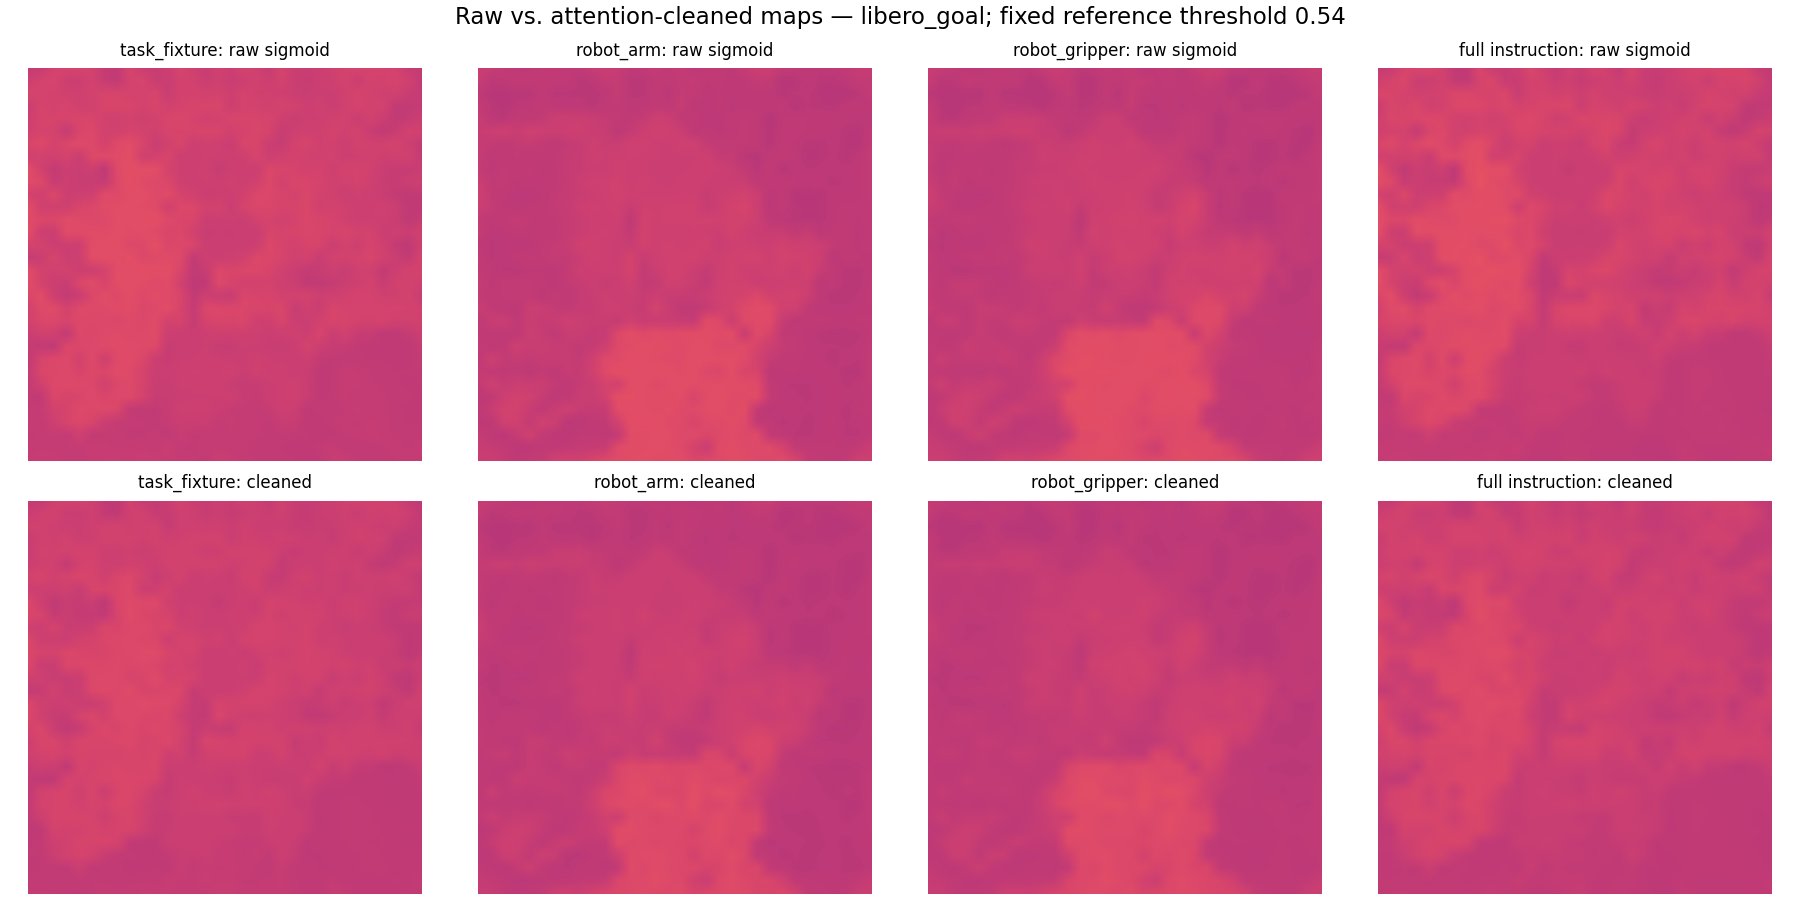 Raw vs. attention-cleaned maps — libero_goal; fixed reference threshold 0.54
task_fixture: raw sigmoid
robot_arm: raw sigmoid
robot_gripper: raw sigmoid
full instruction: raw sigmoid
task_fixture: cleaned
robot_arm: cleaned
robot_gripper: cleaned
full instruction: cleaned